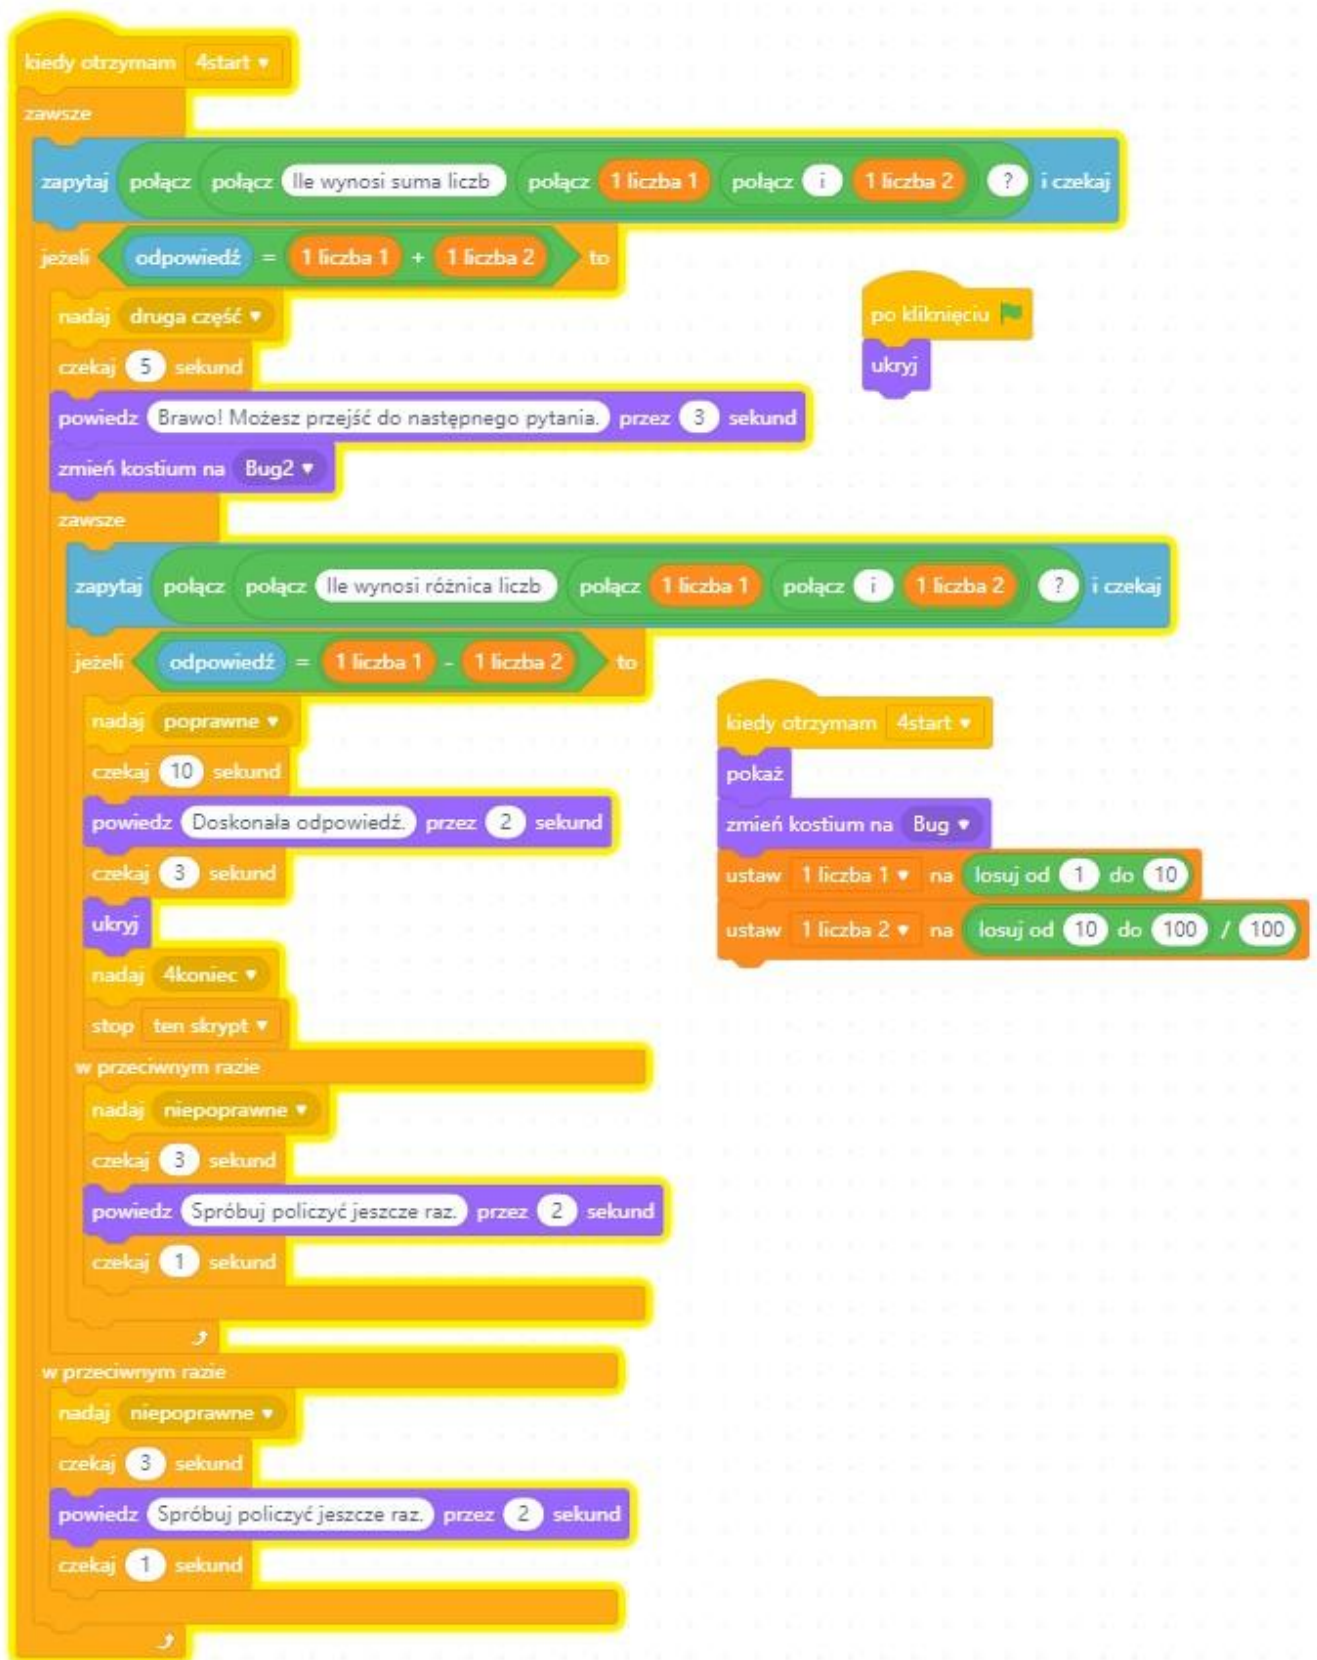 kiedy otrzymam 4start
zawsze
zapytaj połącz połącz Ile wynosi suma liczb połącz 1 liczba 1 połącz i 1 liczba 2 ? i czekaj
jeżeli odpowiedź = 1 liczba 1 + 1 liczba 2 to
nadaj druga część
czekaj 5 sekund
powiedz Brawo! Możesz przejść do następnego pytania. przez 3 sekund
zmień kostium na Bug2
zawsze
zapytaj połącz połącz Ile wynosi różnica liczb połącz 1 liczba 1 połącz i 1 liczba 2 ? i czekaj
jeżeli odpowiedź = 1 liczba 1 - 1 liczba 2 to
nadaj poprawne
czekaj 10 sekund
powiedz Doskonała odpowiedź. przez 2 sekund
czekaj 3 sekund
ukryj
nadaj 4koniec
stop ten skrypt
w przeciwnym razie
nadaj niepoprawne
czekaj 3 sekund
powiedz Spróbuj policzyć jeszcze raz. przez 2 sekund
czekaj 1 sekund
w przeciwnym razie
nadaj niepoprawne
czekaj 3 sekund
powiedz Spróbuj policzyć jeszcze raz. przez 2 sekund
czekaj 1 sekund
po kliknięciu
ukryj
kiedy otrzymam 4start
pokaż
zmień kostium na Bug
ustaw 1 liczba 1 na losuj od 1 do 10
ustaw 1 liczba 2 na losuj od 10 do 100 / 100